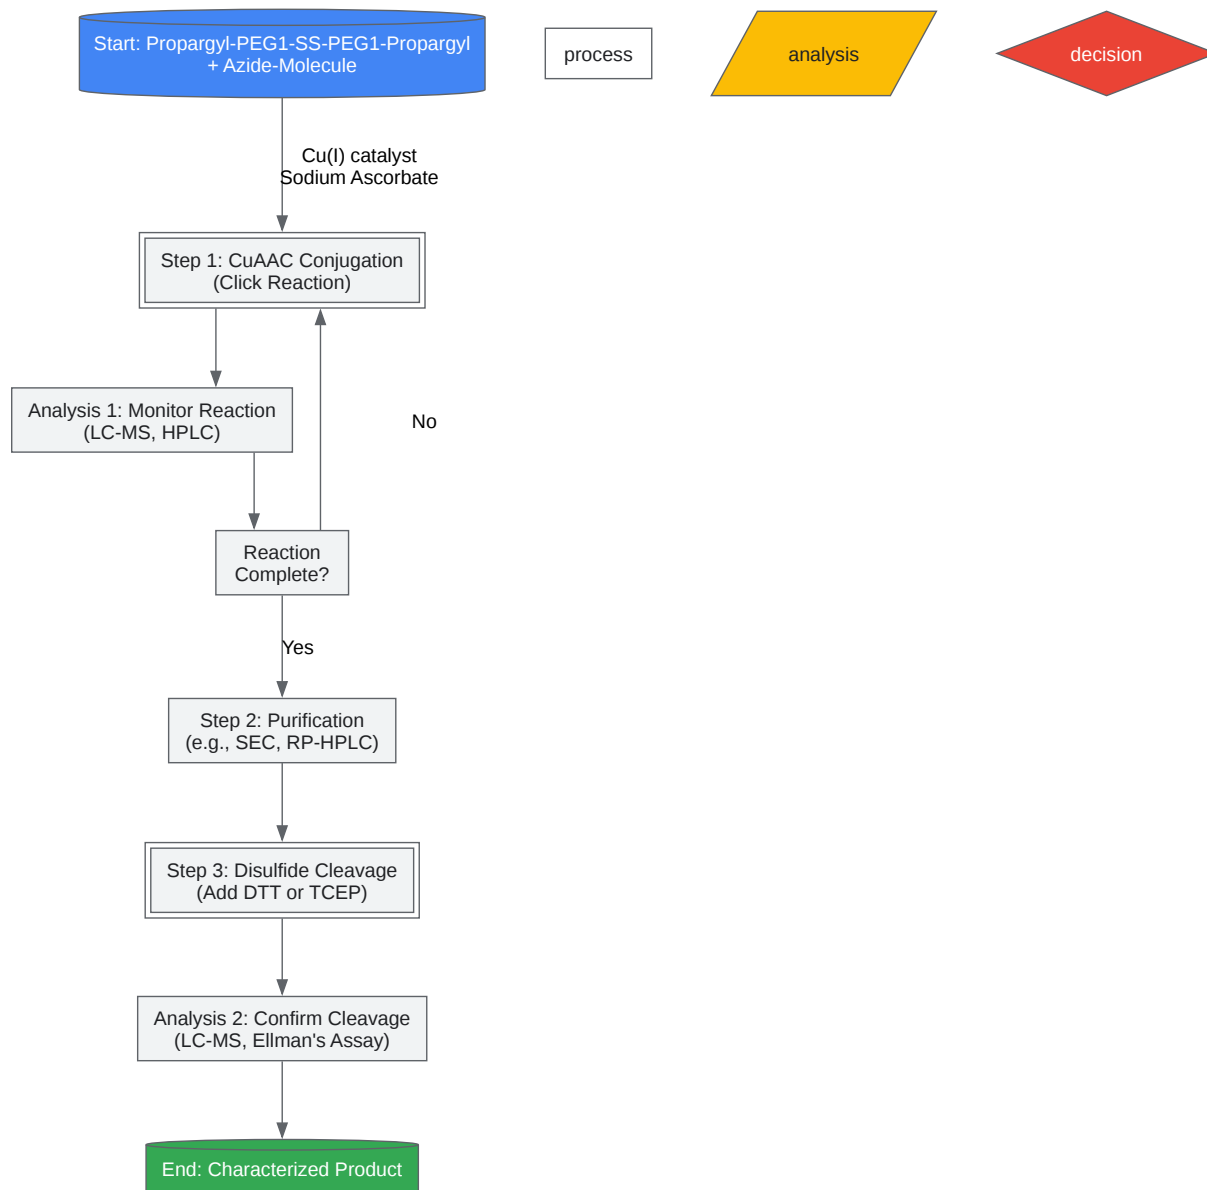 Start: Propargyl-PEG1-SS-PEG1-Propargyl
+ Azide-Molecule
process
analysis
decision
Cu(I) catalyst
Sodium Ascorbate
Step 1: CuAAC Conjugation
(Click Reaction)
Analysis 1: Monitor Reaction
(LC-MS, HPLC)
No
Reaction
Complete?
Yes
Step 2: Purification
(e.g., SEC, RP-HPLC)
Step 3: Disulfide Cleavage
(Add DTT or TCEP)
Analysis 2: Confirm Cleavage
(LC-MS, Ellman's Assay)
End: Characterized Product